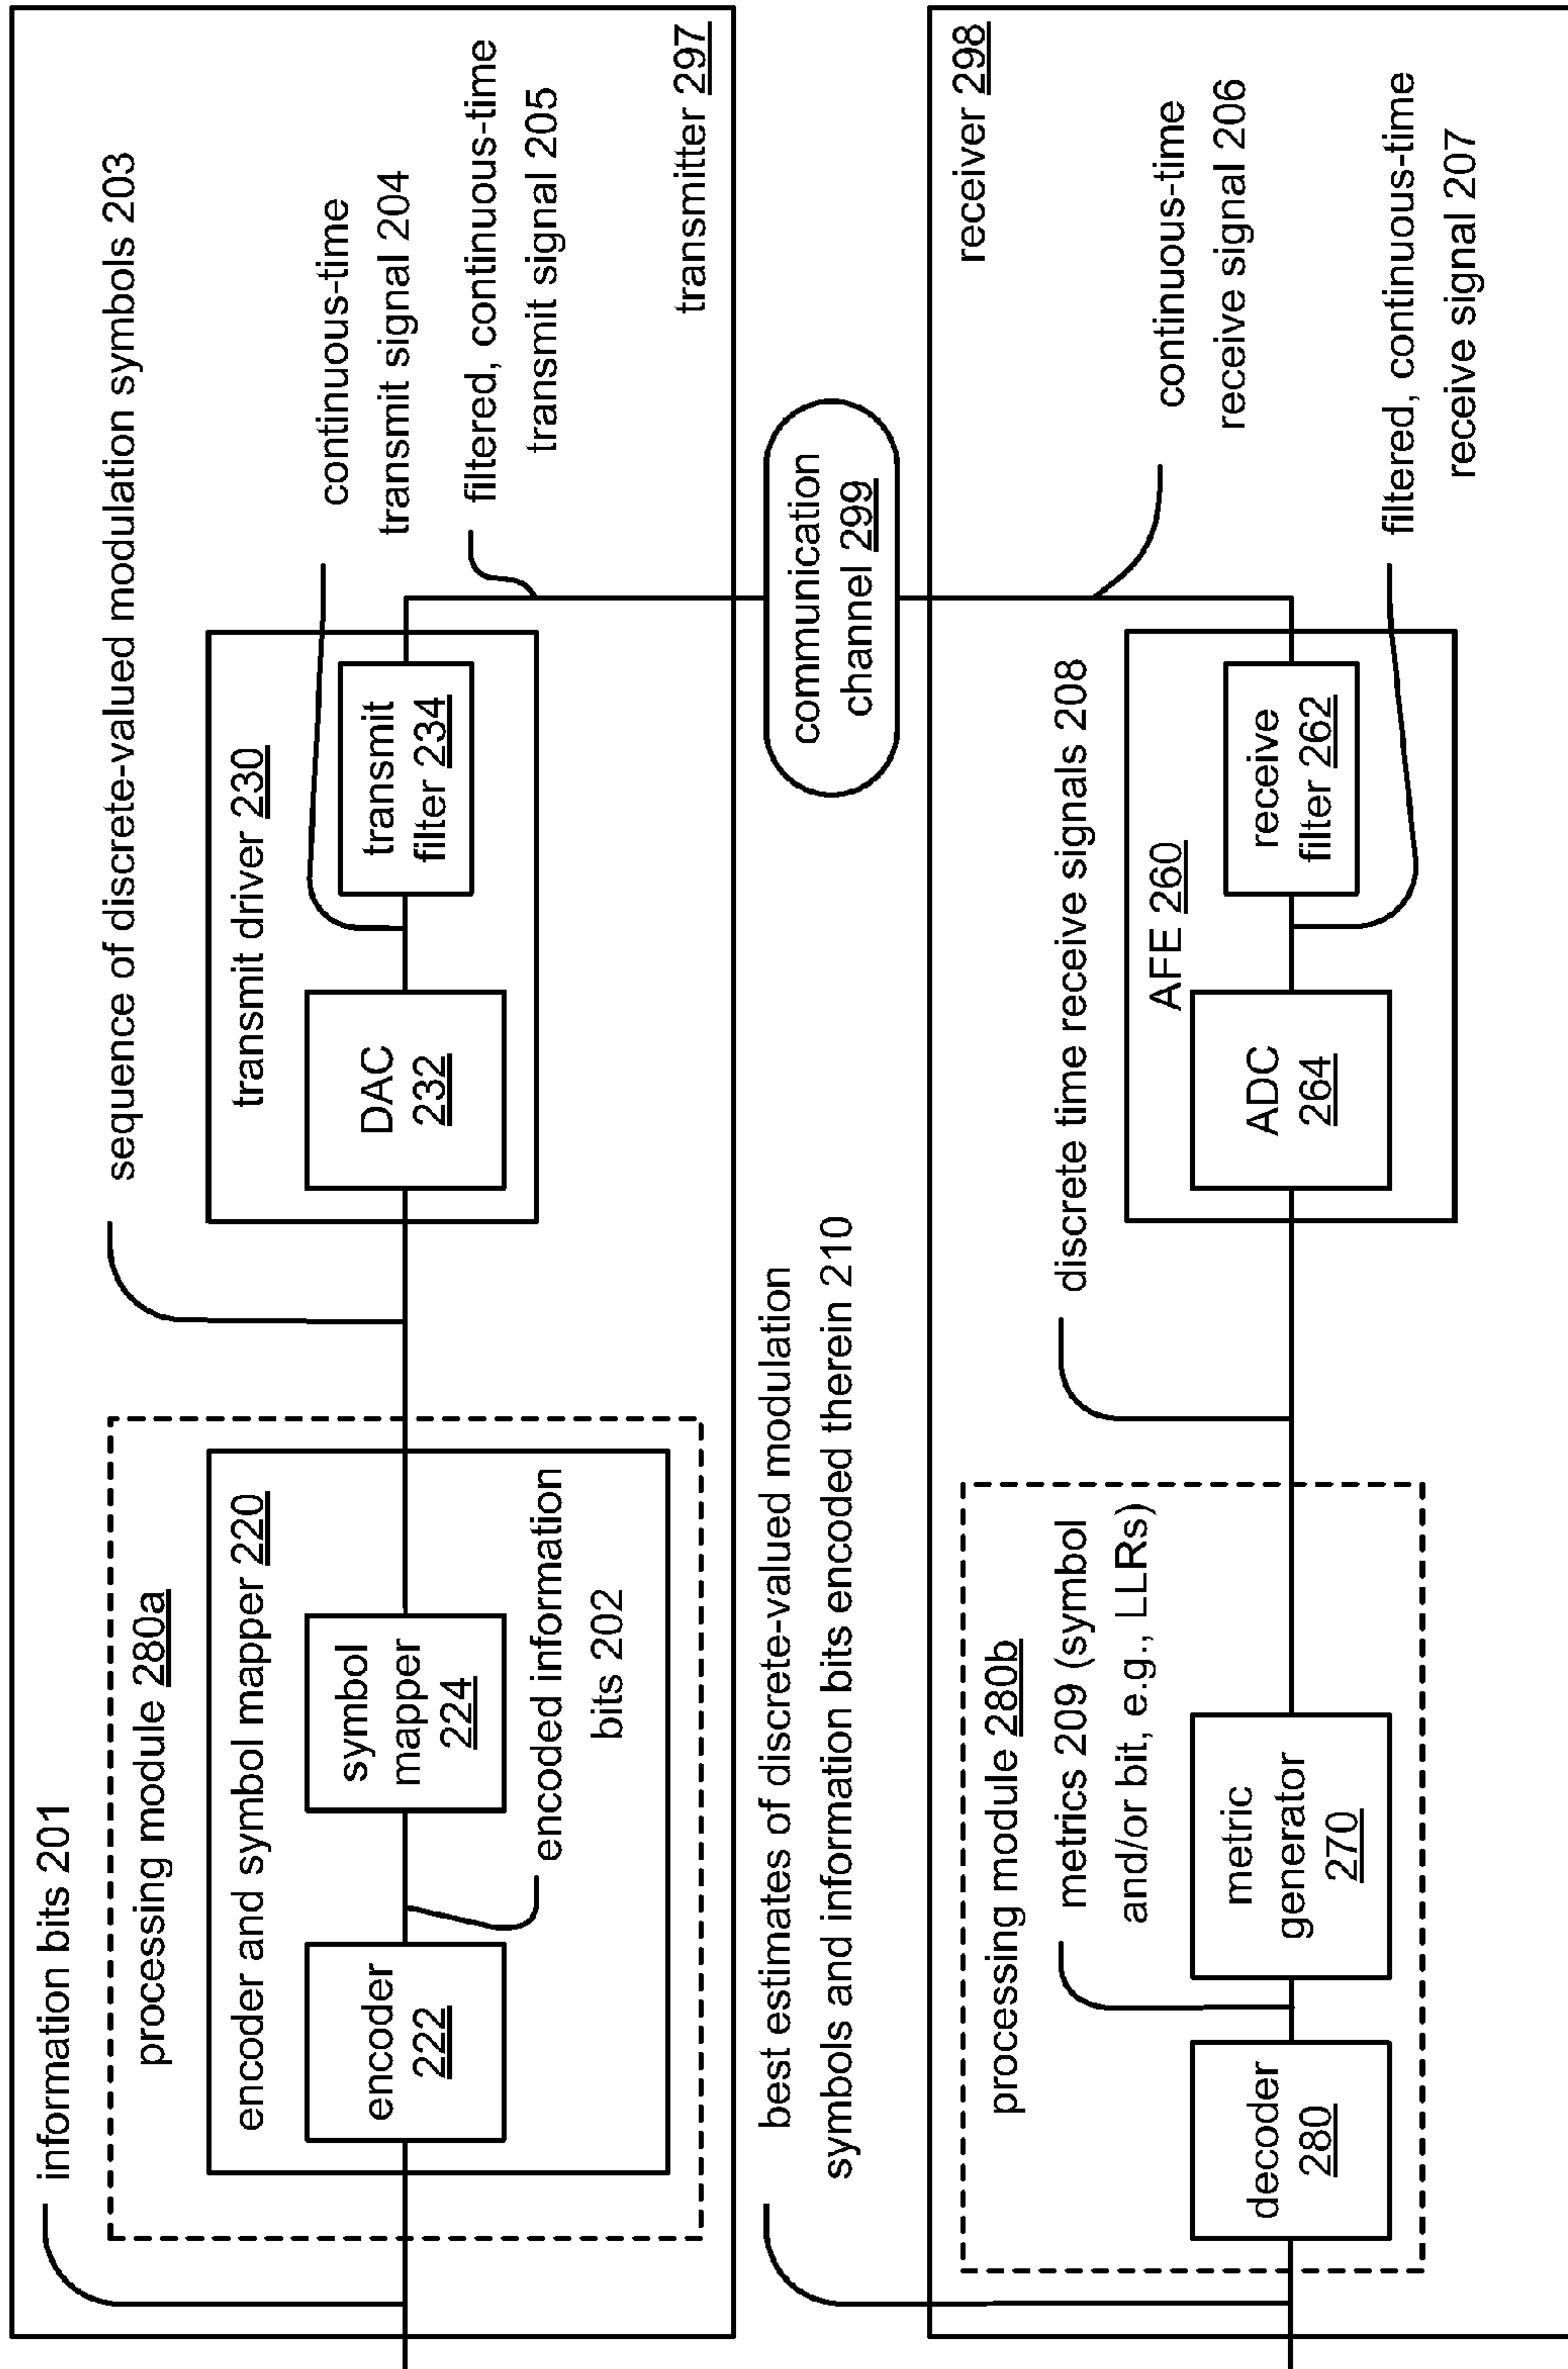 information bits 201
sequence of discrete-valued modulation symbols 203
processing module 280a
encoder and symbol mapper 220
encoder
222
symbol
mapper
224
encoded information
bits 202
transmit driver 230
DAC
232
transmit
filter 234
continuous-time
transmit signal 204
filtered, continuous-time
transmit signal 205
transmitter 297
communication
channel 299
best estimates of discrete-valued modulation
symbols and information bits encoded therein 210
receiver 298
processing module 280b
metrics 209 (symbol
and/or bit, e.g., LLRs)
decoder
280
metric
generator
270
discrete time receive signals 208
AFE 260
ADC
264
receive
filter 262
continuous-time
receive signal 206
filtered, continuous-time
receive signal 207